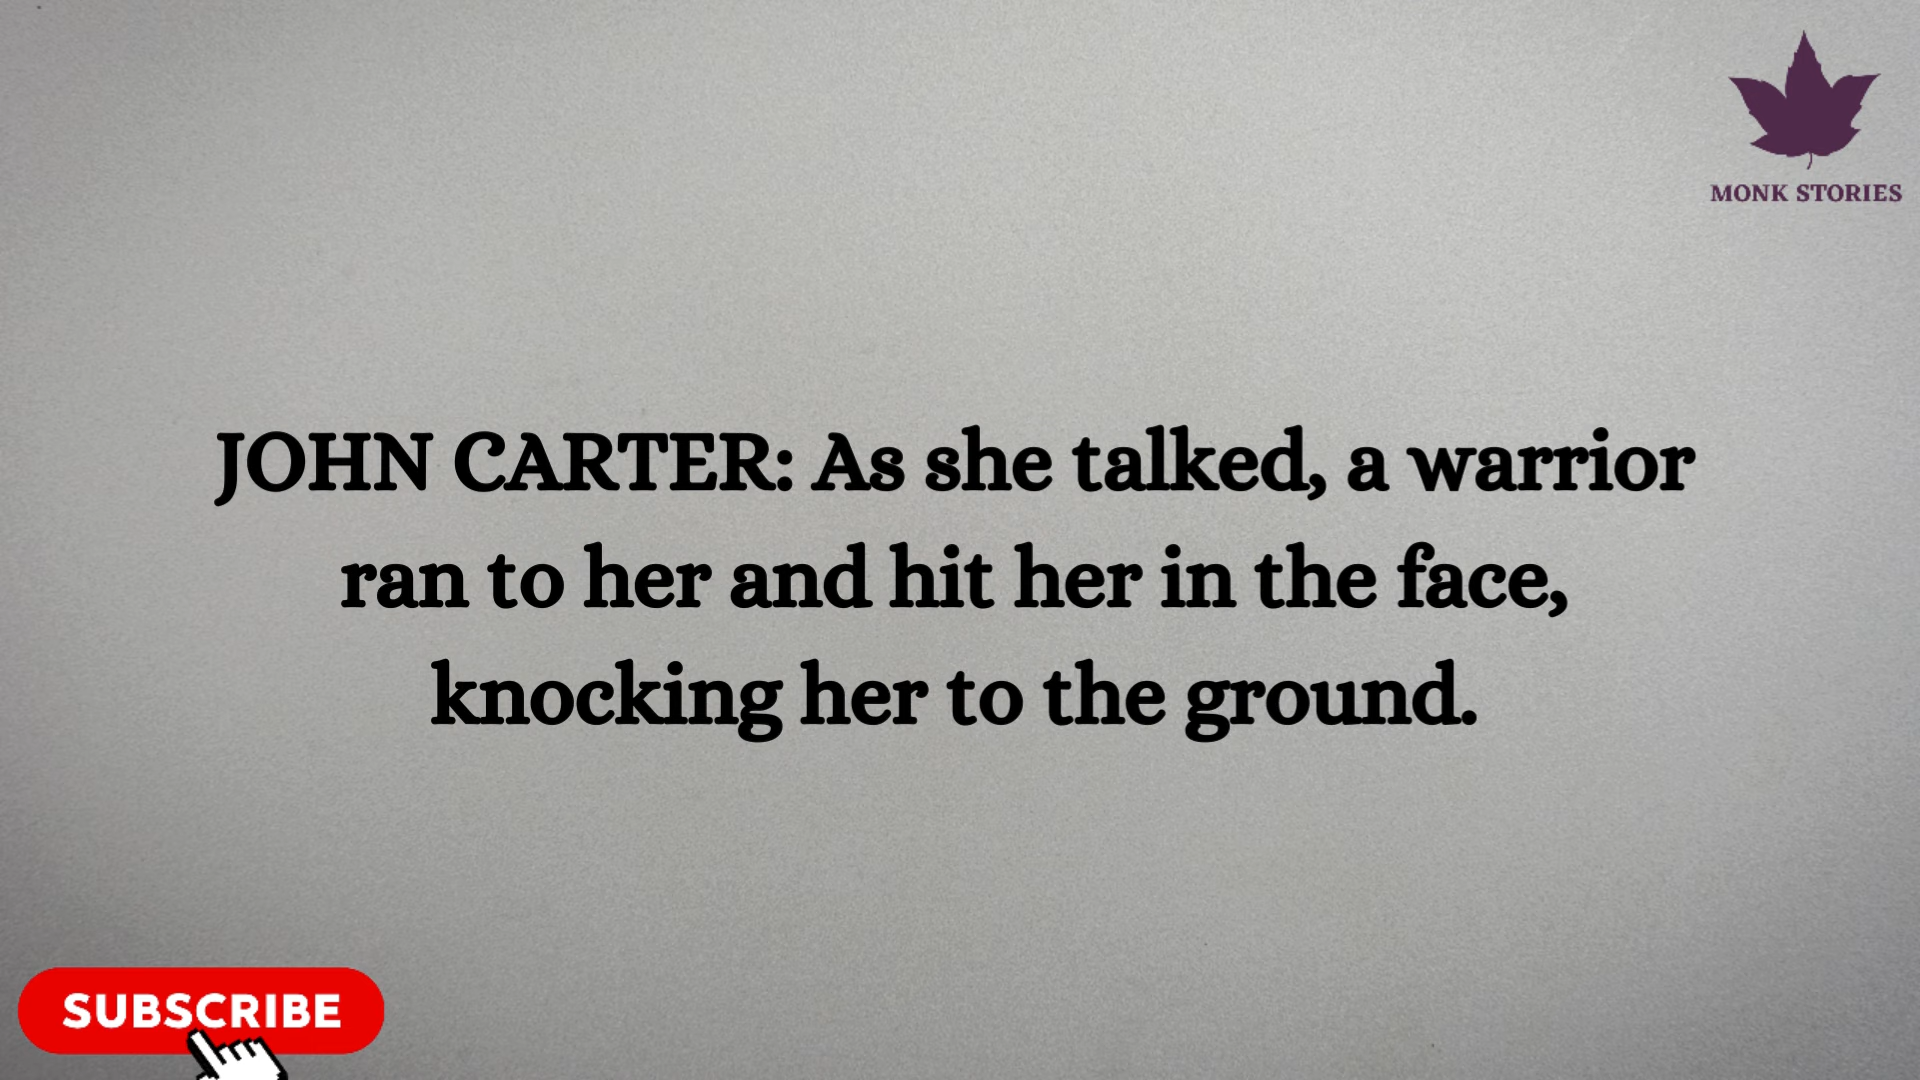 MONK STORIES
JOHN CARTER: As she talked, a warrior
ran to her and hit her in the face,
knocking her to the ground.
SUBSCRIBE